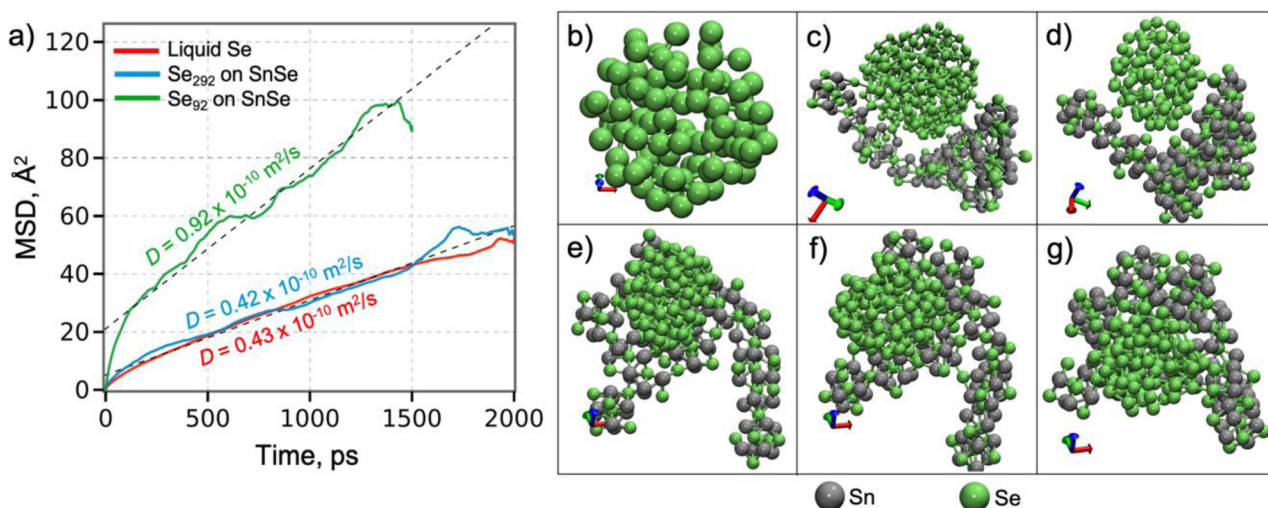 a)
120
100
80
60
40
20
0
MSD, Å²
Liquid Se
Se₂₉₂ on SnSe
Se₉₂ on SnSe
D = 0.92 x 10⁻¹⁰ m²/s
D = 0.42 x 10⁻¹⁰ m²/s
D = 0.43 x 10⁻¹⁰ m²/s
0 500 1000 1500 2000
Time, ps
b) c) d)
e) f) g)
Sn Se